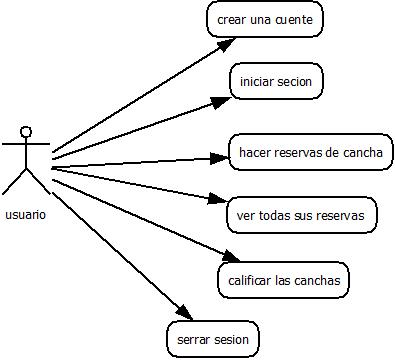 crear una cuente
iniciar secion
hacer reservas de cancha
usuario
ver todas sus reservas
calificar las canchas
serrar sesion